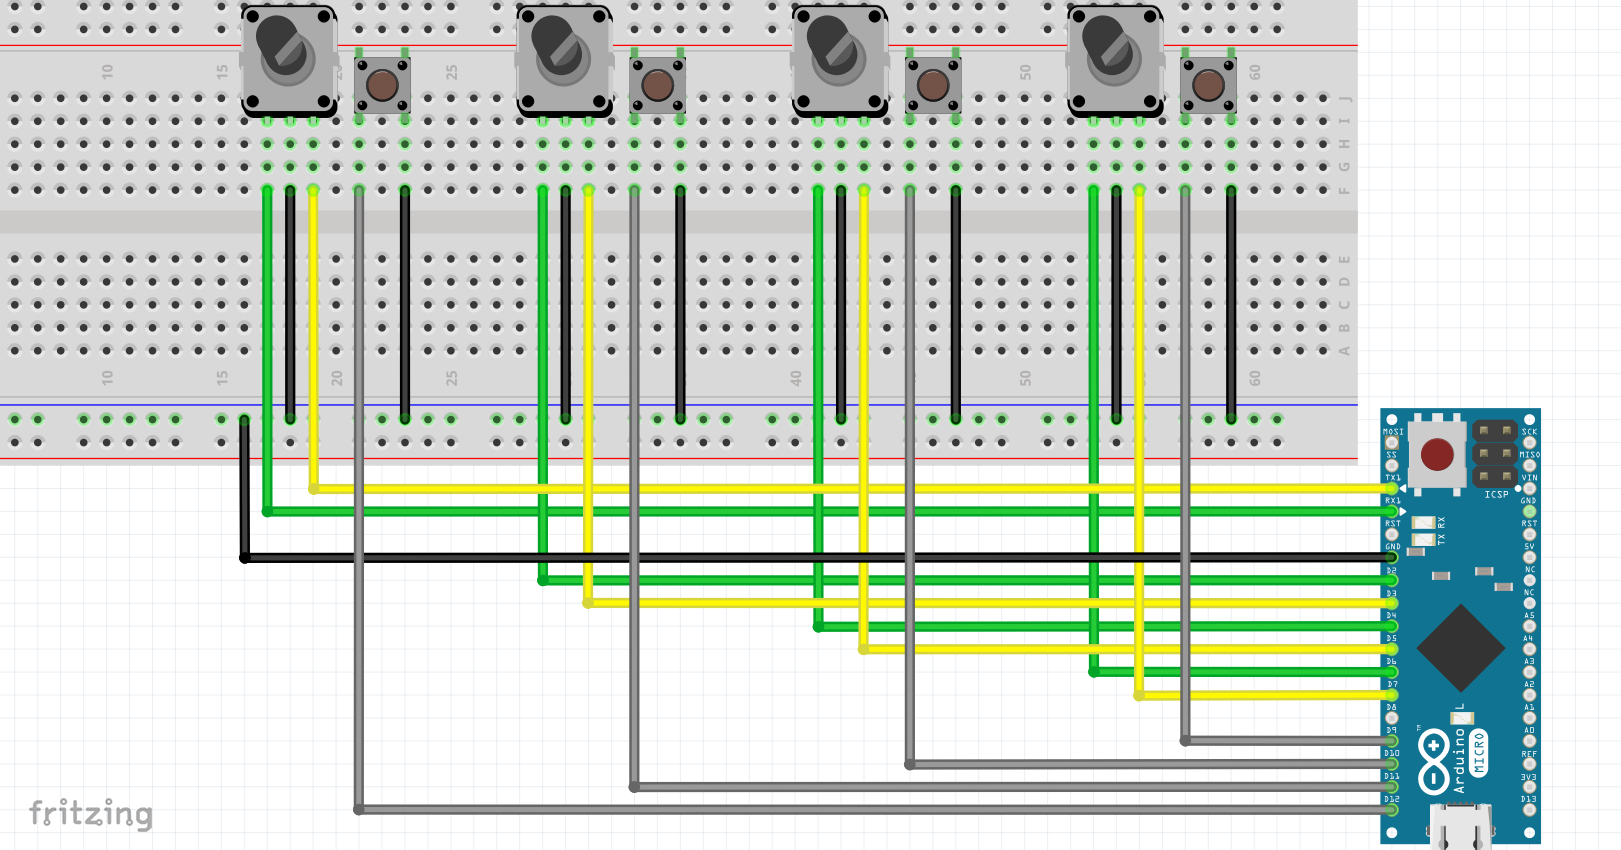 10 15 20 25 50 60
J
I
H
G
F
E
D
C
B
A
10 15 20 25 40 50 60
MOSI SCK
SS MISO
TX1 VIN
ICSP
RX1 GND
RST RST
RX
TX
GND 5V
D2 NC
D3 NC
D4 A5
D5 A4
D6 A3
D7 A2
D8 L A1
D9 A0
TM
D10 REF
D11 3V3
D12 D13
Arduino
MICRO
fritzing